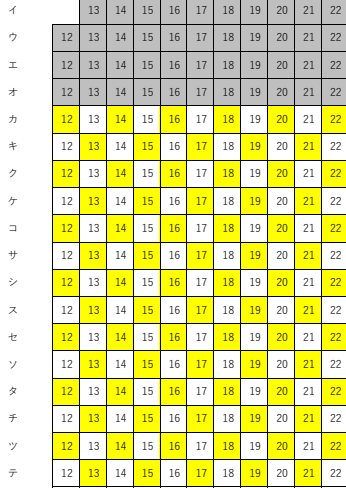 イ 13 14 15 16 17 18 19 20 21 22
ウ 12 13 14 15 16 17 18 19 20 21 22
エ 12 13 14 15 16 17 18 19 20 21 22
オ 12 13 14 15 16 17 18 19 20 21 22
カ 12 13 14 15 16 17 18 19 20 21 22
キ 12 13 14 15 16 17 18 19 20 21 22
ク 12 13 14 15 16 17 18 19 20 21 22
ケ 12 13 14 15 16 17 18 19 20 21 22
コ 12 13 14 15 16 17 18 19 20 21 22
サ 12 13 14 15 16 17 18 19 20 21 22
シ 12 13 14 15 16 17 18 19 20 21 22
ス 12 13 14 15 16 17 18 19 20 21 22
セ 12 13 14 15 16 17 18 19 20 21 22
ソ 12 13 14 15 16 17 18 19 20 21 22
タ 12 13 14 15 16 17 18 19 20 21 22
チ 12 13 14 15 16 17 18 19 20 21 22
ツ 12 13 14 15 16 17 18 19 20 21 22
テ 12 13 14 15 16 17 18 19 20 21 22